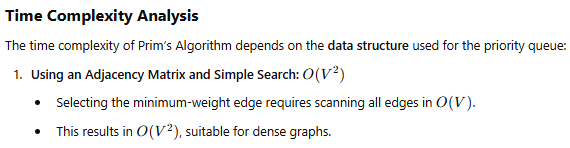 Time Complexity Analysis
The time complexity of Prim's Algorithm depends on the data structure used for the priority queue:
1. Using an Adjacency Matrix and Simple Search: O(V²)
• Selecting the minimum-weight edge requires scanning all edges in O(V).
• This results in O(V²), suitable for dense graphs.